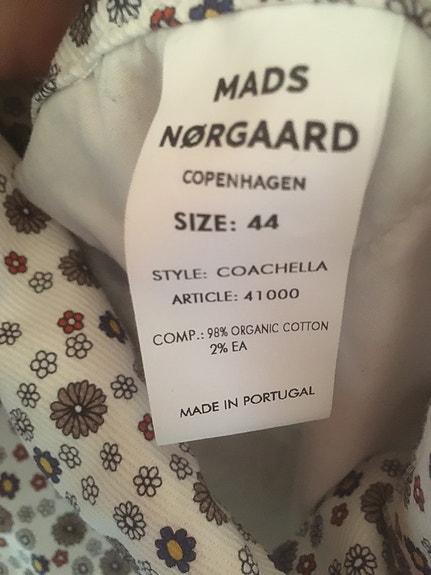 MADS
NØRGAARD
COPENHAGEN
SIZE: 44
STYLE: COACHELLA
ARTICLE: 41000
COMP.: 98% ORGANIC COTTON
2% EA
MADE IN PORTUGAL